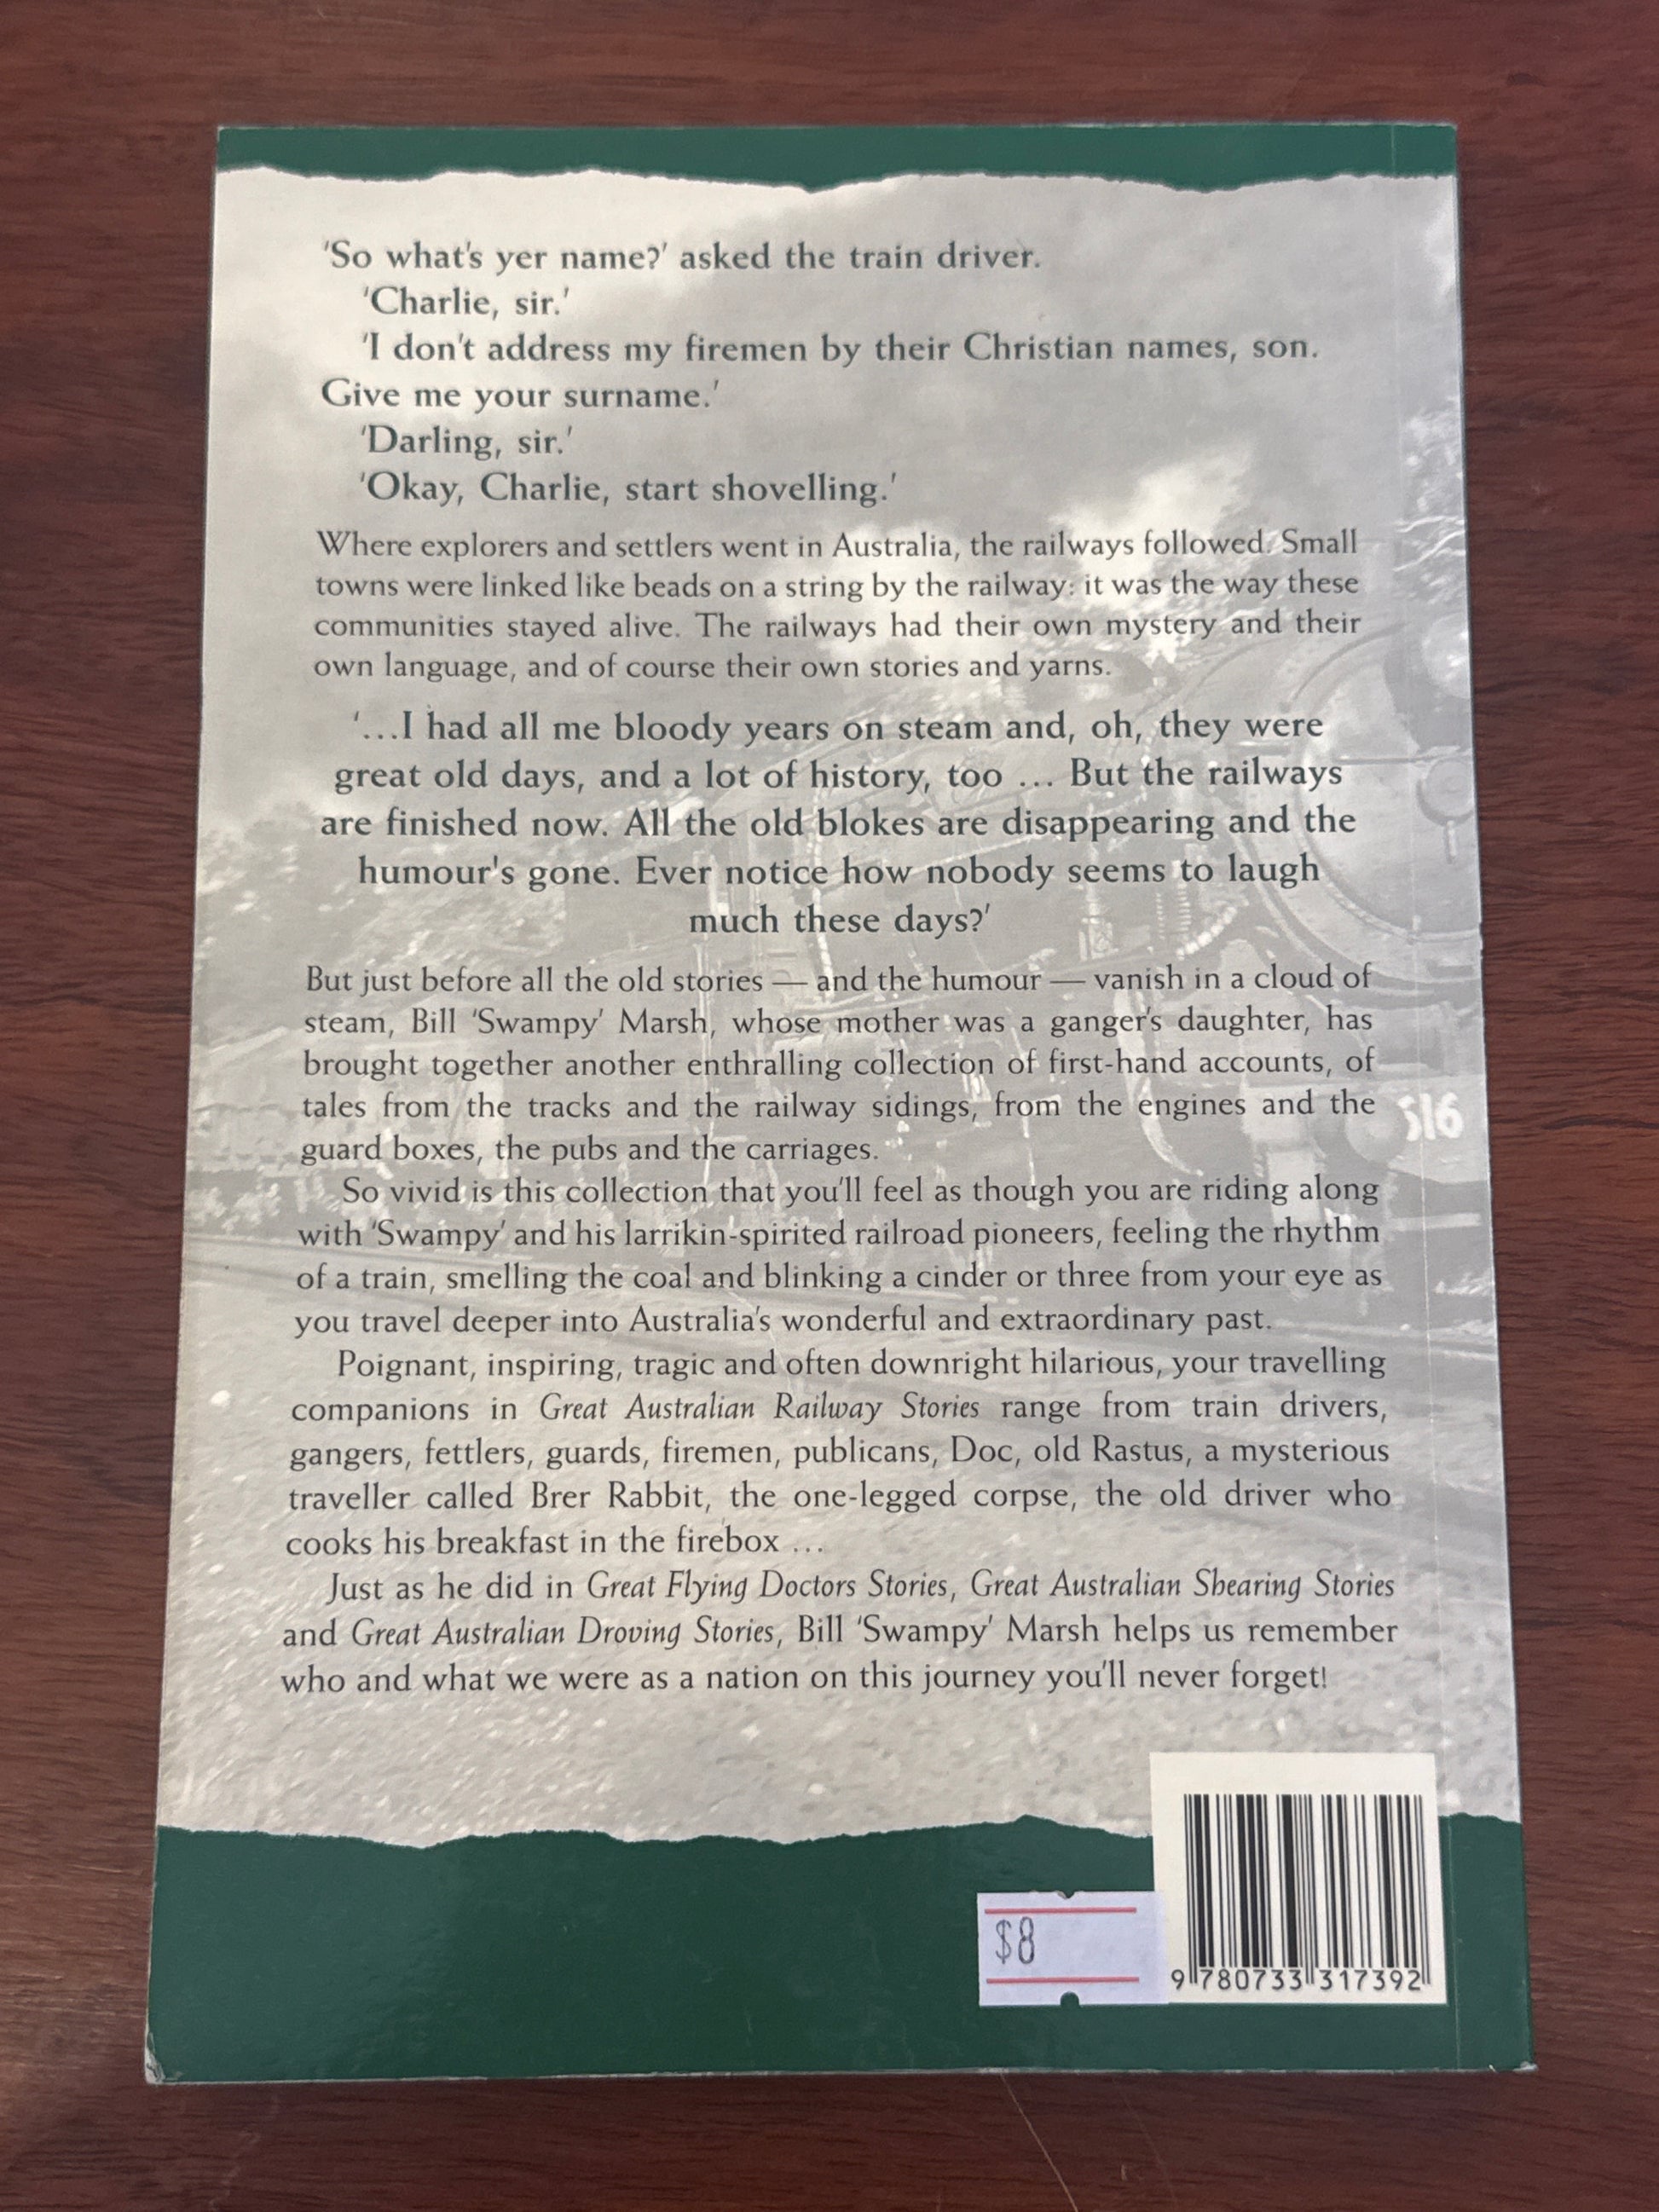 'So what's yer name?' asked the train driver.
'Charlie, sir.'
'I don't address my firemen by their Christian names, son.
Give me your surname.'
'Darling, sir.'
'Okay, Charlie, start shovelling.'
Where explorers and settlers went in Australia, the railways followed. Small
towns were linked like beads on a string by the railway: it was the way these
communities stayed alive. The railways had their own mystery and their
own language, and of course their own stories and yarns.
'...I had all me bloody years on steam and, oh, they were
great old days, and a lot of history, too ... But the railways
are finished now. All the old blokes are disappearing and the
humour's gone. Ever notice how nobody seems to laugh
much these days?'
But just before all the old stories — and the humour — vanish in a cloud of
steam, Bill 'Swampy' Marsh, whose mother was a ganger's daughter, has
brought together another enthralling collection of first-hand accounts, of
tales from the tracks and the railway sidings, from the engines and the
guard boxes, the pubs and the carriages.
So vivid is this collection that you'll feel as though you are riding along
with 'Swampy' and his larrikin-spirited railroad pioneers, feeling the rhythm
of a train, smelling the coal and blinking a cinder or three from your eye as
you travel deeper into Australia's wonderful and extraordinary past.
Poignant, inspiring, tragic and often downright hilarious, your travelling
companions in Great Australian Railway Stories range from train drivers,
gangers, fettlers, guards, firemen, publicans, Doc, old Rastus, a mysterious
traveller called Brer Rabbit, the one-legged corpse, the old driver who
cooks his breakfast in the firebox ...
Just as he did in Great Flying Doctors Stories, Great Australian Shearing Stories
and Great Australian Droving Stories, Bill 'Swampy' Marsh helps us remember
who and what we were as a nation on this journey you'll never forget!
$8
9 780733 317392